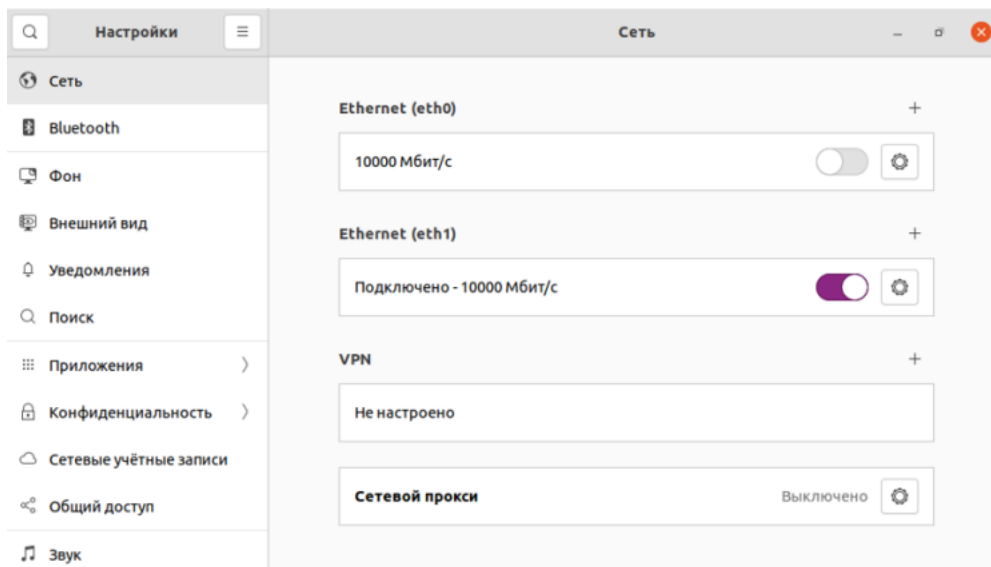 Настройки
Сеть
Сеть
Bluetooth
Фон
Внешний вид
Уведомления
Поиск
Приложения
Конфиденциальность
Сетевые учётные записи
Общий доступ
Звук
Ethernet (eth0)
10000 Мбит/с
Ethernet (eth1)
Подключено - 10000 Мбит/с
VPN
Не настроено
Сетевой прокси Выключено